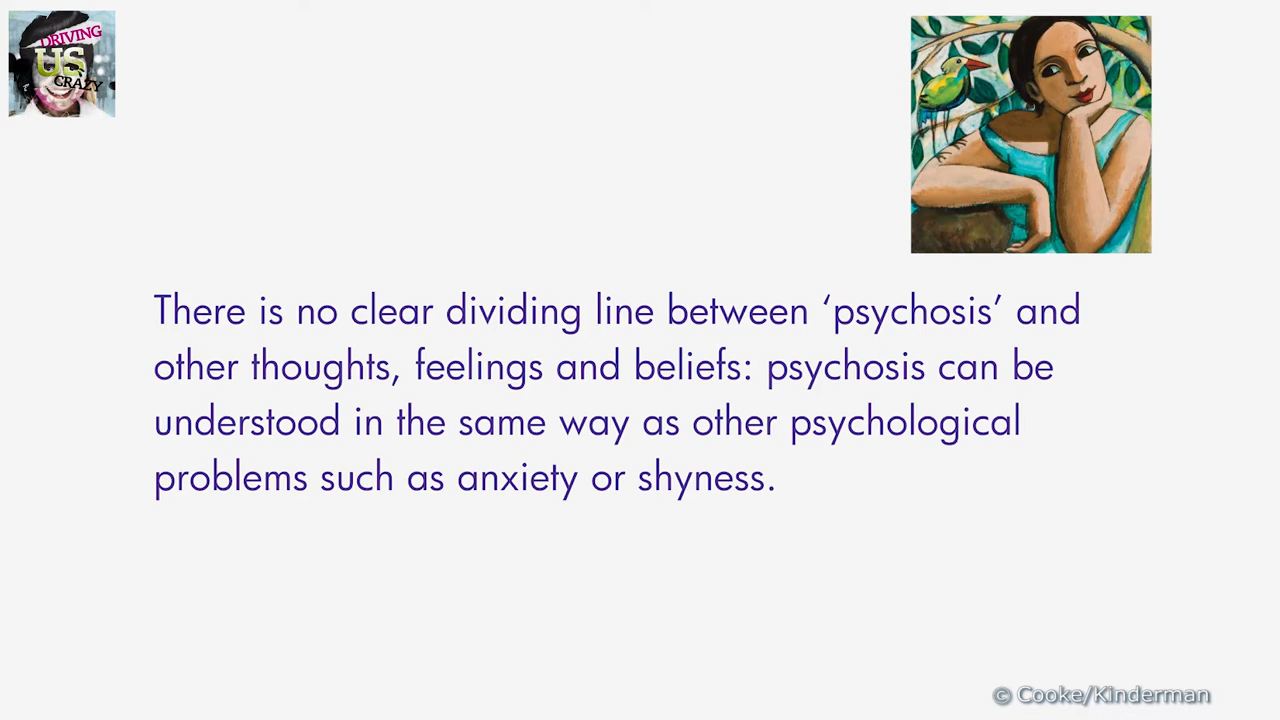 DRIVING
US
CRAZY
There is no clear dividing line between ‘psychosis’ and
other thoughts, feelings and beliefs: psychosis can be
understood in the same way as other psychological
problems such as anxiety or shyness.
© Cooke/Kinderman